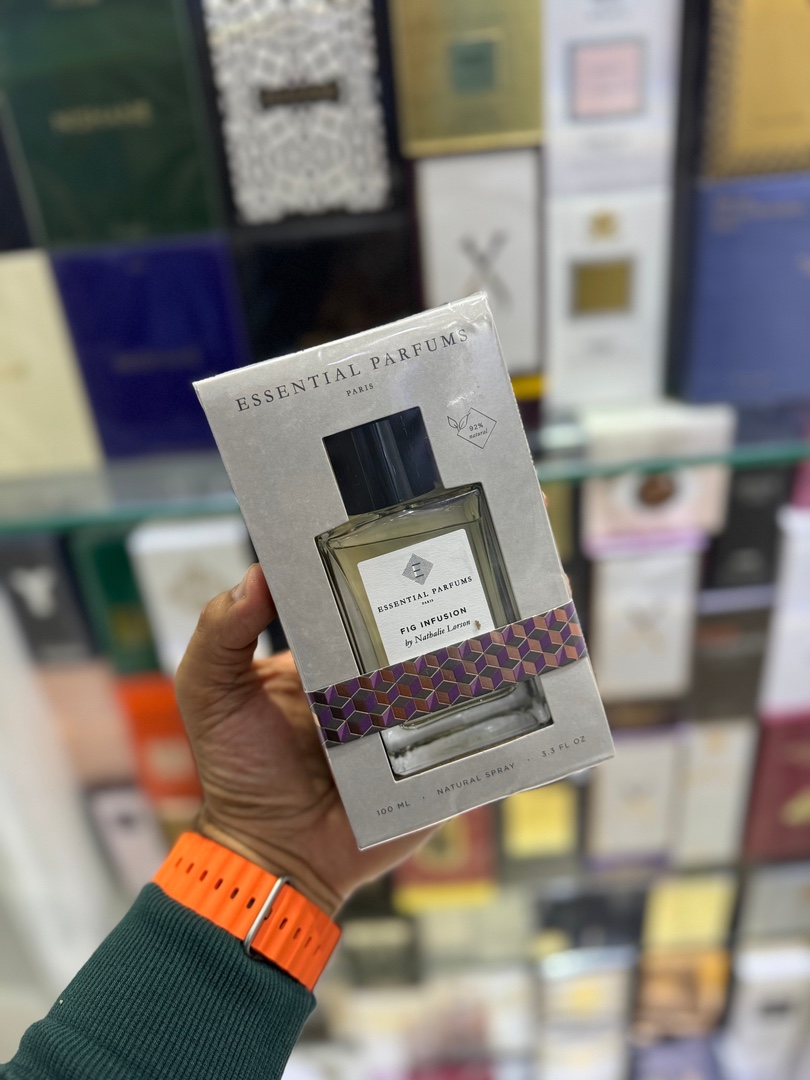 ESSENTIAL PARFUMS
PARIS
92%
natural
E
ESSENTIAL PARFUMS
PARIS
FIG INFUSION
by Nathalie Lorson
100 ML · NATURAL SPRAY · 3.3 FL OZ